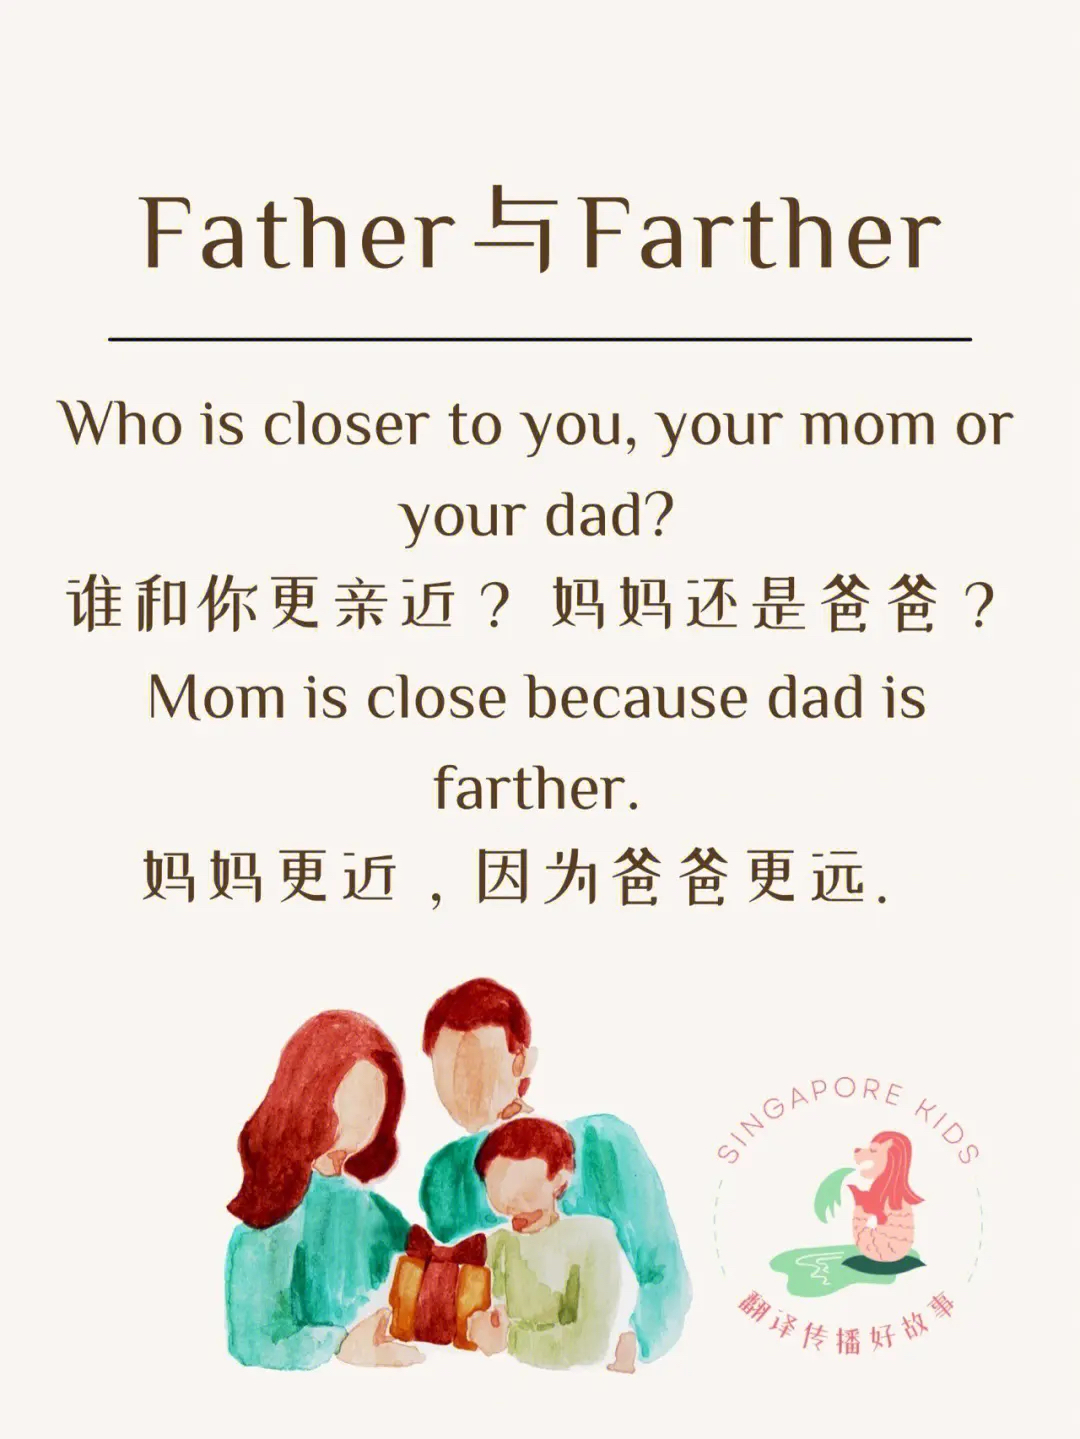 Father与Farther
Who is closer to you, your mom or
your dad?
谁和你更亲近？ 妈妈还是爸爸？
Mom is close because dad is
farther.
妈妈更近，因为爸爸更远.
SINGAPORE KIDS
翻译传播好故事